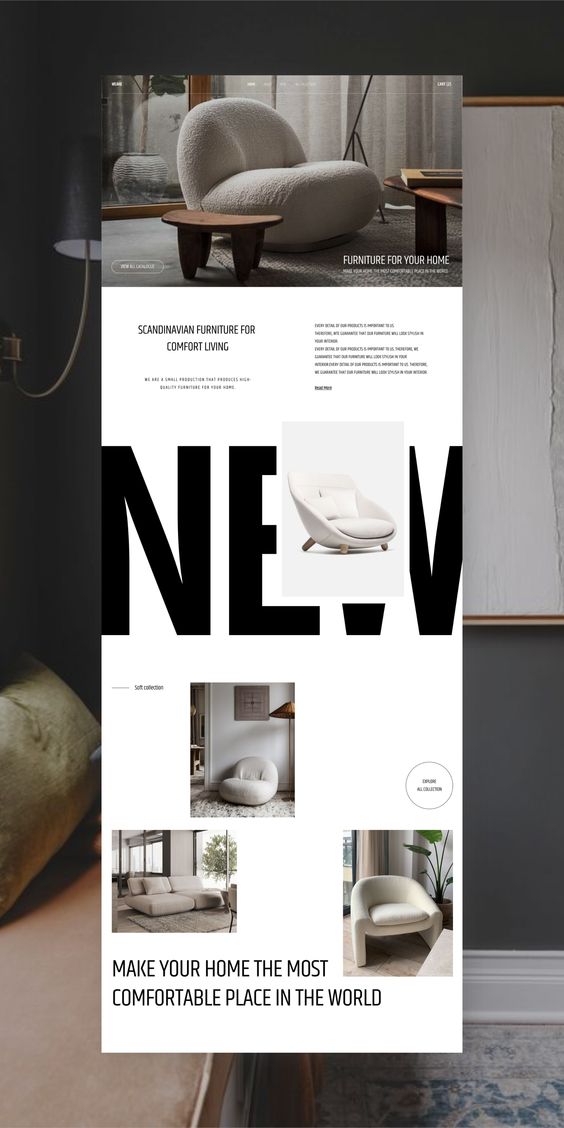 HOME
CART (2)
VIEW ALL CATALOGUE
FURNITURE FOR YOUR HOME
MAKE YOUR HOME THE MOST COMFORTABLE PLACE IN THE WORLD
SCANDINAVIAN FURNITURE FOR
COMFORT LIVING
WE ARE A SMALL PRODUCTION THAT PRODUCES HIGH-
QUALITY FURNITURE FOR YOUR HOME.
EVERY DETAIL OF OUR PRODUCTS IS IMPORTANT TO US.
THEREFORE, WE GUARANTEE THAT OUR FURNITURE WILL LOOK STYLISH IN
YOUR INTERIOR.
EVERY DETAIL OF OUR PRODUCTS IS IMPORTANT TO US. THEREFORE, WE
GUARANTEE THAT OUR FURNITURE WILL LOOK STYLISH IN YOUR
INTERIOR.EVERY DETAIL OF OUR PRODUCTS IS IMPORTANT TO US. THEREFORE,
WE GUARANTEE THAT OUR FURNITURE WILL LOOK STYLISH IN YOUR INTERIOR.
Read More
NEW
Soft collection
EXPLORE
ALL COLLECTION
MAKE YOUR HOME THE MOST
COMFORTABLE PLACE IN THE WORLD